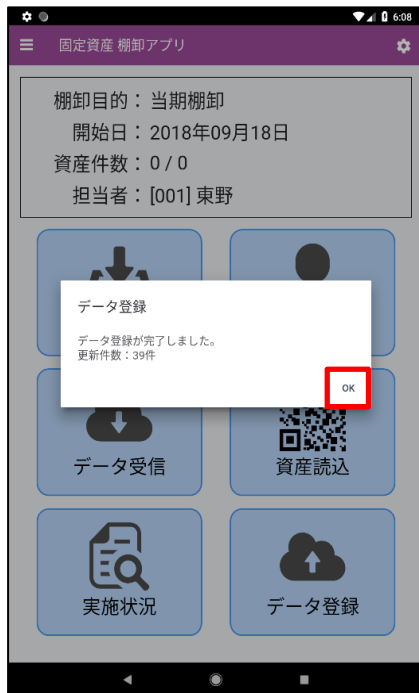 6:08
固定資産 棚卸アプリ
棚卸目的：当期棚卸
開始日：2018年09月18日
資産件数：0 / 0
担当者：[001] 東野
データ登録
データ登録が完了しました。
更新件数：39件
OK
データ受信
資産読込
実施状況
データ登録